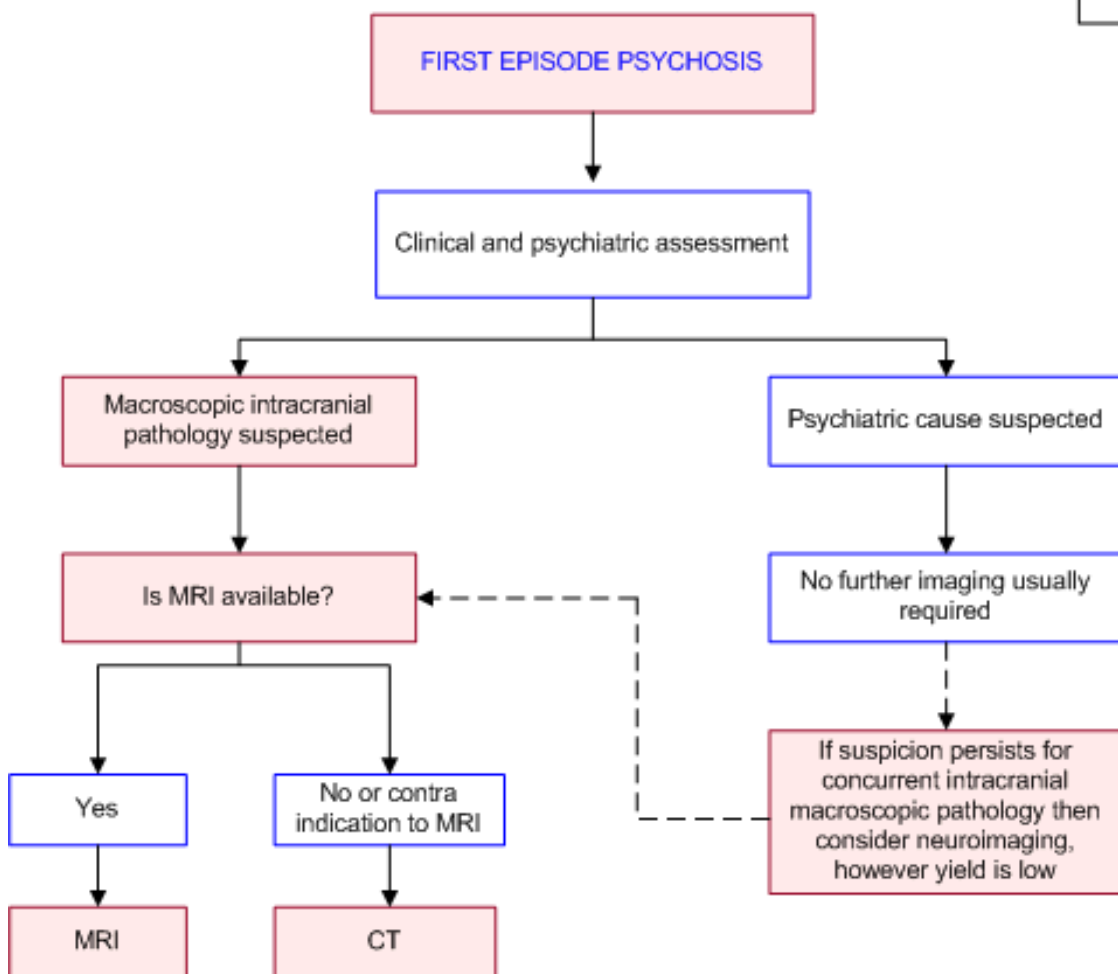 FIRST EPISODE PSYCHOSIS
Clinical and psychiatric assessment
Macroscopic intracranial
pathology suspected
Psychiatric cause suspected
Is MRI available?
No further imaging usually
required
Yes
No or contra
indication to MRI
If suspicion persists for
concurrent intracranial
macroscopic pathology then
consider neuroimaging,
however yield is low
MRI
CT